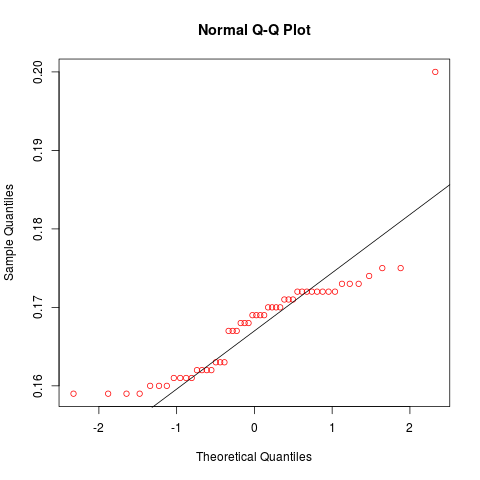 Normal Q-Q Plot
0.20
0.19
0.18
0.17
0.16
Sample Quantiles
-2 -1 0 1 2
Theoretical Quantiles